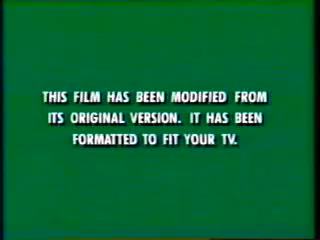 THIS FILM HAS BEEN MODIFIED FROM
ITS ORIGINAL VERSION. IT HAS BEEN
FORMATTED TO FIT YOUR TV.